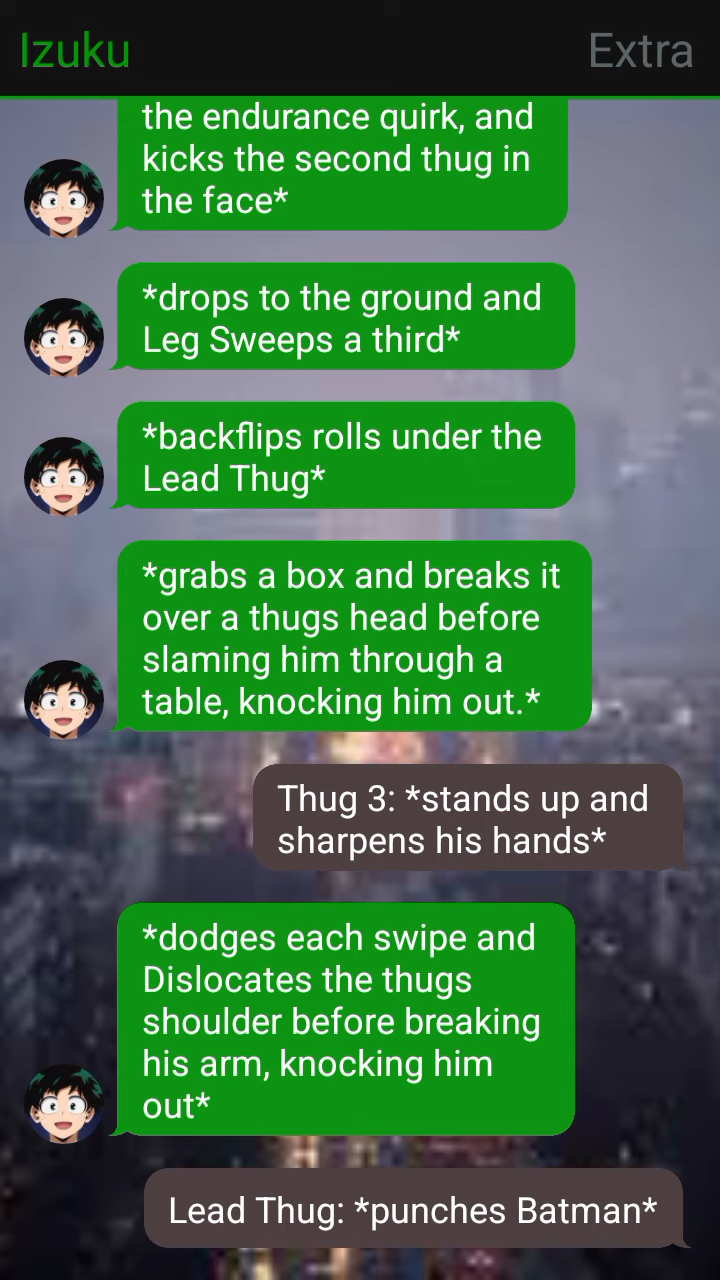 Izuku
Extra
the endurance quirk, and
kicks the second thug in
the face*
*drops to the ground and
Leg Sweeps a third*
*backflips rolls under the
Lead Thug*
*grabs a box and breaks it
over a thugs head before
slaming him through a
table, knocking him out.*
Thug 3: *stands up and
sharpens his hands*
*dodges each swipe and
Dislocates the thugs
shoulder before breaking
his arm, knocking him
out*
Lead Thug: *punches Batman*